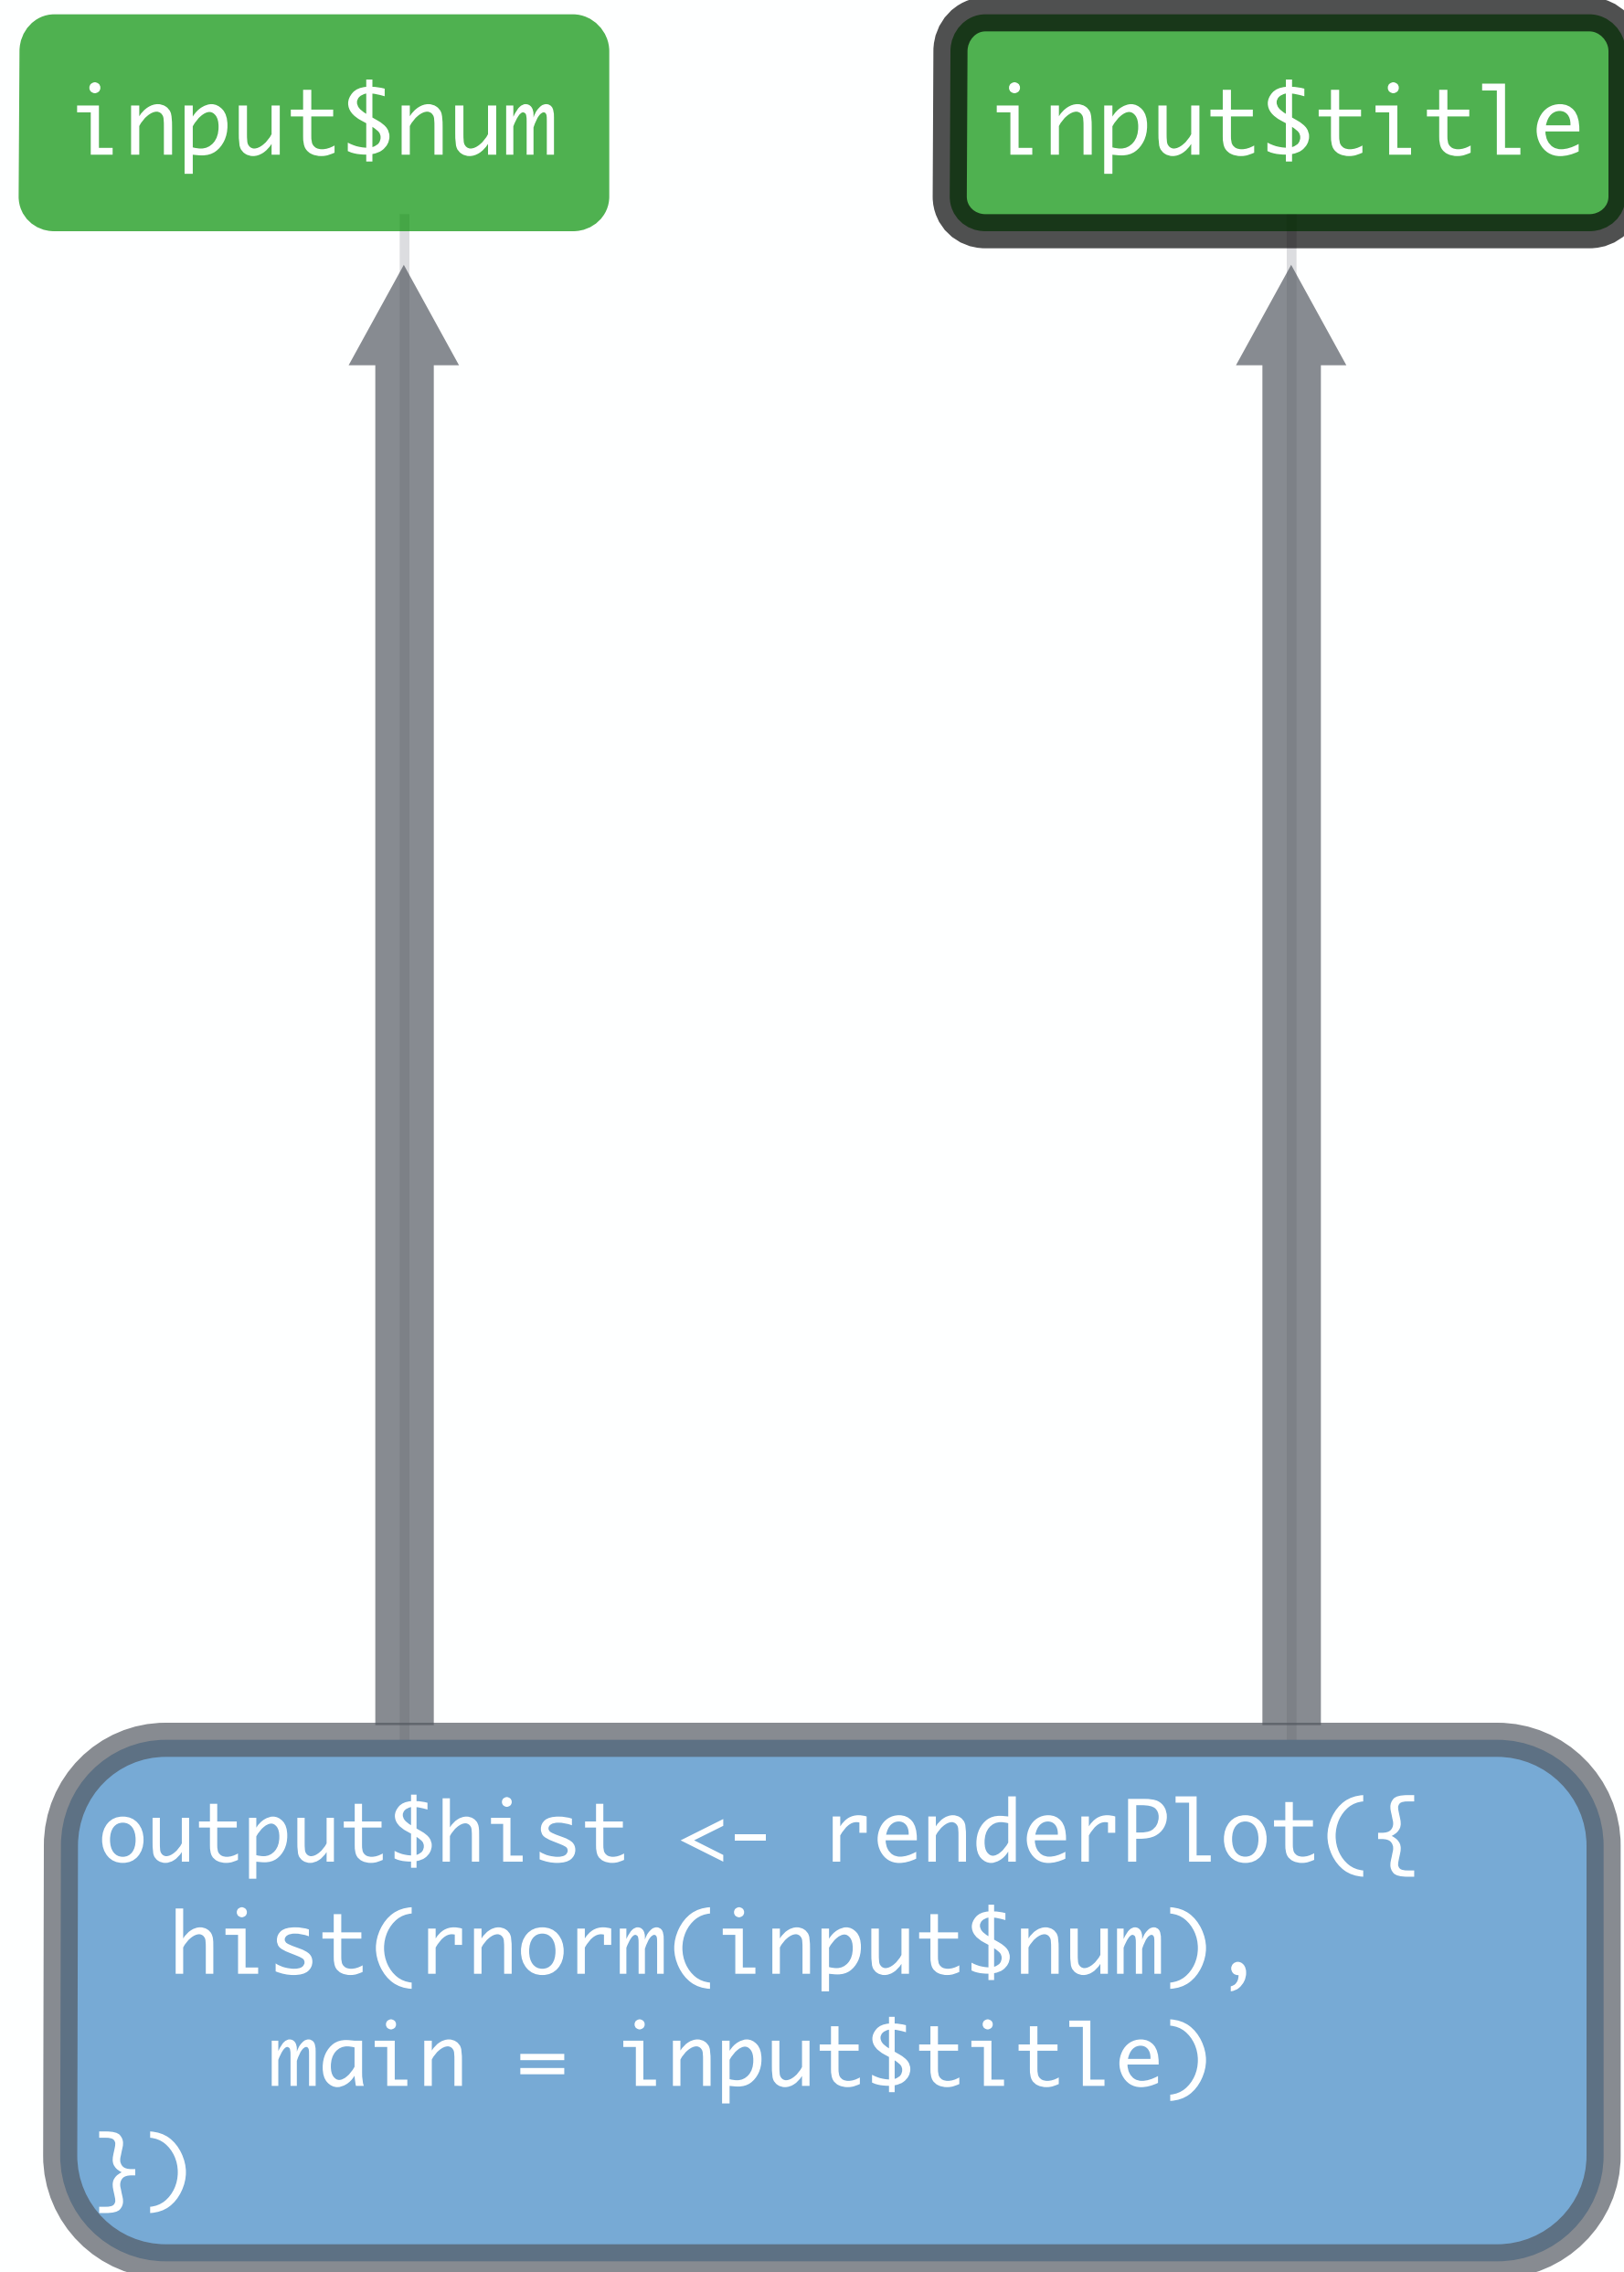 input$num
input$title
output$hist <- renderPlot({
  hist(rnorm(input$num),
    main = input$title)
})